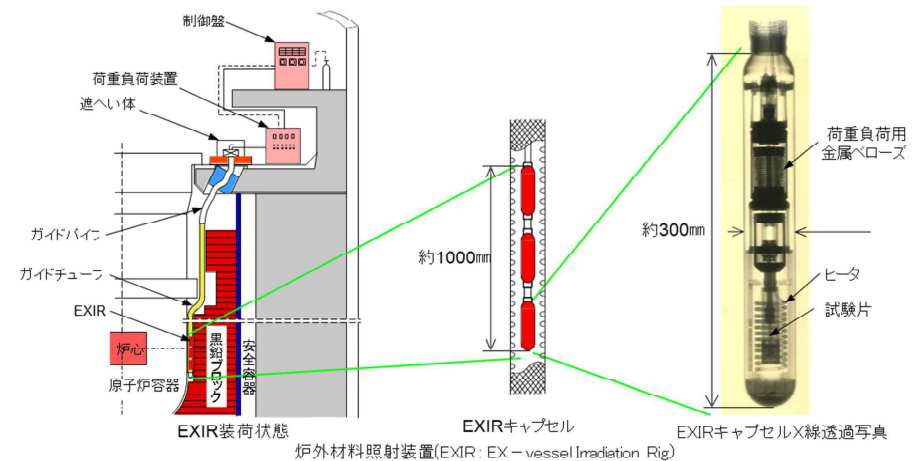 制御盤
荷重負荷装置
遮へい体
ガイドパイプ
ガイドチューブ
EXIR
炉心
原子炉容器
黒鉛ブロック
安全容器
EXIR装荷状態
約1000mm
EXIRキャプセル
約300mm
荷重負荷用
金属ベローズ
ヒータ
試験片
EXIRキャプセルX線透過写真
炉外材料照射装置(EXIR: EX-vessel Irradiation Rig)